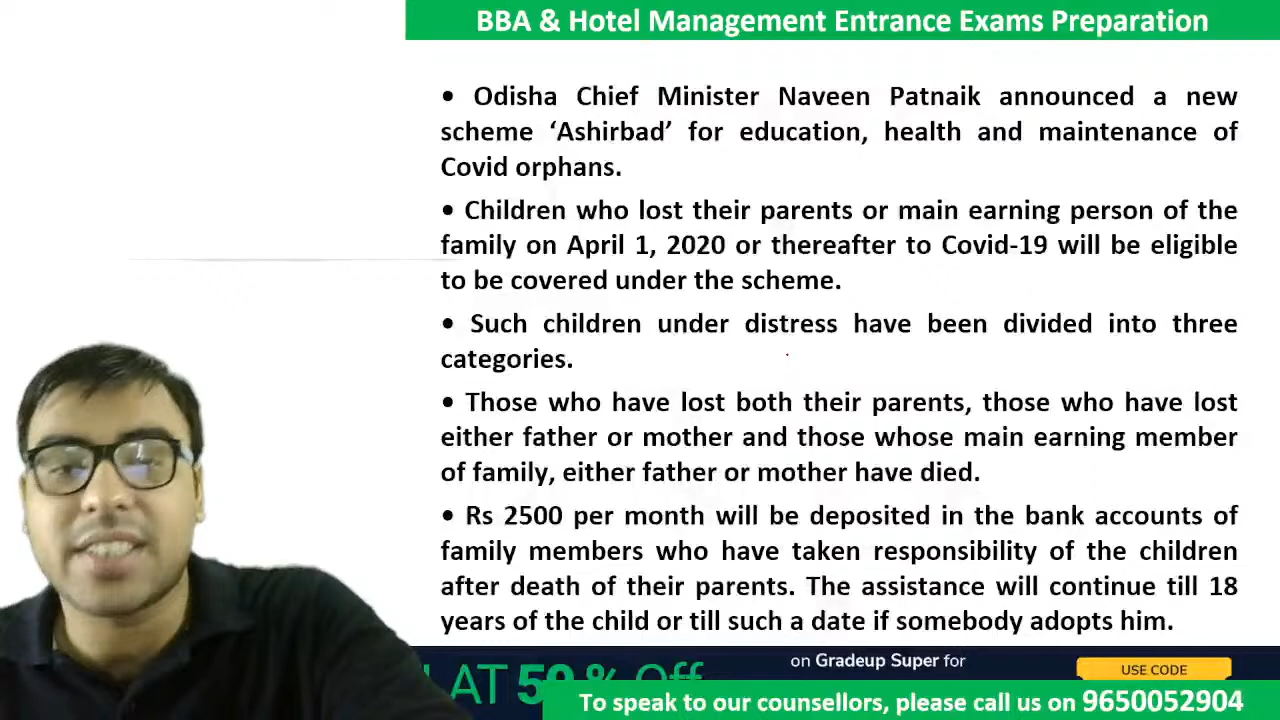 BBA & Hotel Management Entrance Exams Preparation
• Odisha Chief Minister Naveen Patnaik announced a new
scheme ‘Ashirbad’ for education, health and maintenance of
Covid orphans.
• Children who lost their parents or main earning person of the
family on April 1, 2020 or thereafter to Covid-19 will be eligible
to be covered under the scheme.
• Such children under distress have been divided into three
categories.
• Those who have lost both their parents, those who have lost
either father or mother and those whose main earning member
of family, either father or mother have died.
• Rs 2500 per month will be deposited in the bank accounts of
family members who have taken responsibility of the children
after death of their parents. The assistance will continue till 18
years of the child or till such a date if somebody adopts him.
on Gradeup Super for
USE CODE
AT 50% Off
To speak to our counsellors, please call us on 9650052904